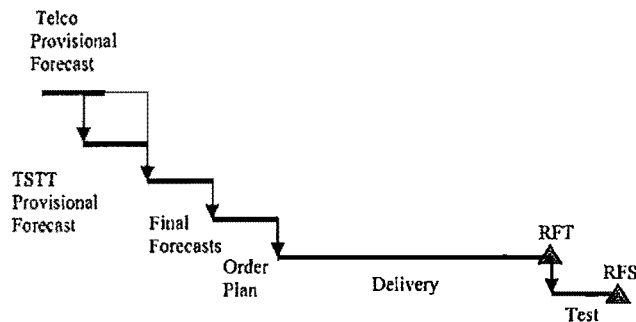 Telco
Provisional
Forecast
TSTT
Provisional
Forecast
Final
Forecasts
Order
Plan
Delivery
RFT
RFS
Test